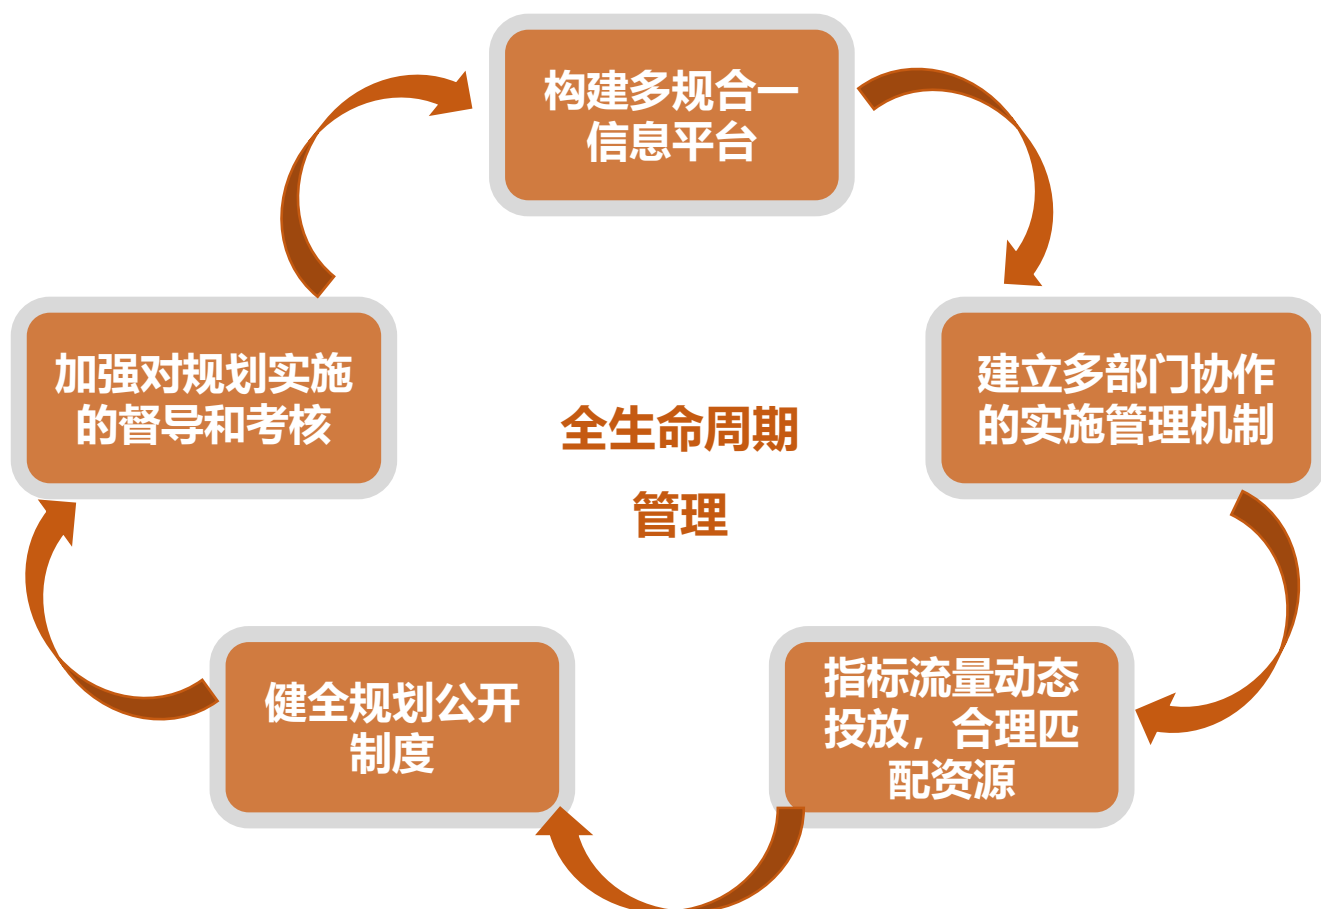 构建多规合一
信息平台
加强对规划实施
的督导和考核
建立多部门协作
的实施管理机制
全生命周期
管理
健全规划公开
制度
指标流量动态
投放，合理匹
配资源